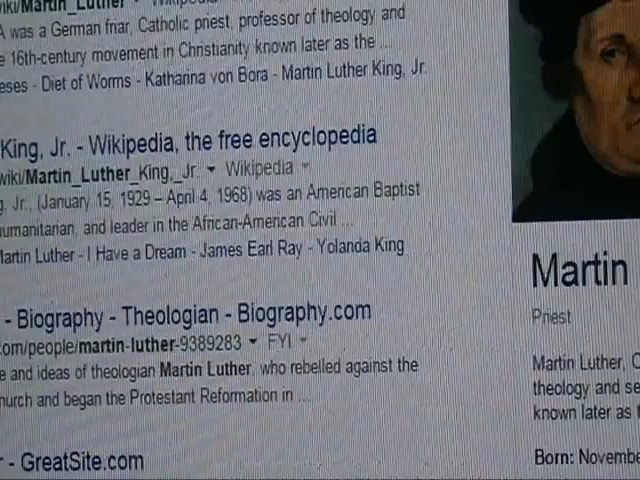 wiki/Martin_Luther Wikipedia
A was a German friar, Catholic priest, professor of theology and
e 16th-century movement in Christianity known later as the ...
eses - Diet of Worms - Katharina von Bora - Martin Luther King, Jr.
King, Jr. - Wikipedia, the free encyclopedia
wiki/Martin_Luther_King,_Jr. Wikipedia
g, Jr., (January 15, 1929 – April 4, 1968) was an American Baptist
umanitarian, and leader in the African-American Civil ...
Martin Luther - I Have a Dream - James Earl Ray - Yolanda King
- Biography - Theologian - Biography.com
com/people/martin-luther-9389283 FYI
e and ideas of theologian Martin Luther, who rebelled against the
hurch and began the Protestant Reformation in ...
r - GreatSite.com
Martin
Priest
Martin Luther, O
theology and se
known later as t
Born: Novembe